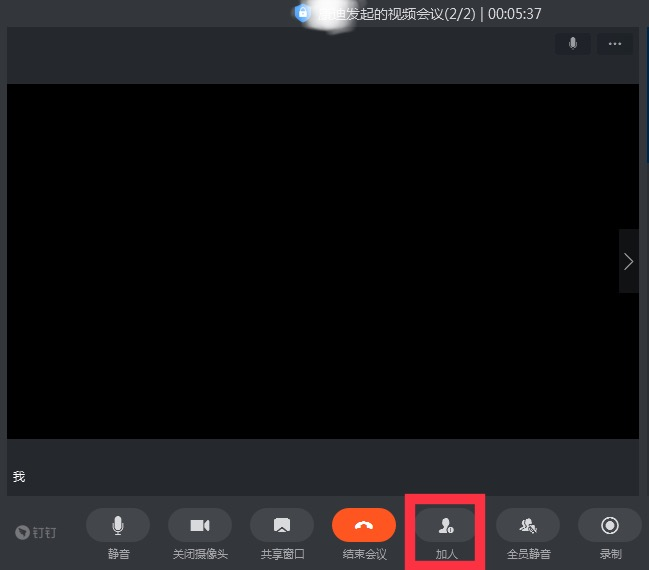 发起的视频会议(2/2) | 00:05:37
我
钉钉
静音
关闭摄像头
共享窗口
结束会议
加人
全员静音
录制